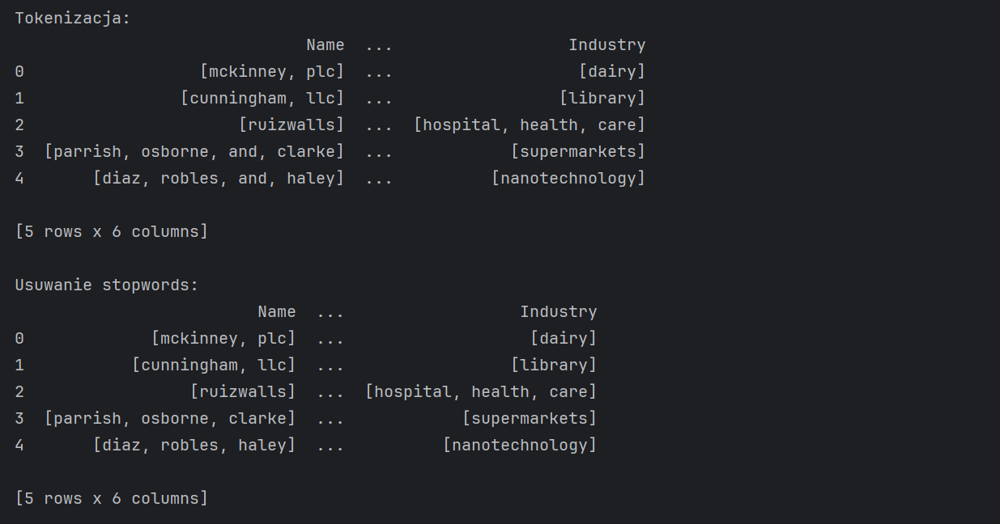 Tokenizacja:
                              Name  ...                  Industry
0                  [mckinney, plc]  ...                   [dairy]
1                [cunningham, llc]  ...                 [library]
2                      [ruizwalls]  ...  [hospital, health, care]
3  [parrish, osborne, and, clarke]  ...            [supermarkets]
4       [diaz, robles, and, haley]  ...          [nanotechnology]

[5 rows x 6 columns]

Usuwanie stopwords:
                         Name  ...                  Industry
0             [mckinney, plc]  ...                   [dairy]
1           [cunningham, llc]  ...                 [library]
2                 [ruizwalls]  ...  [hospital, health, care]
3  [parrish, osborne, clarke]  ...            [supermarkets]
4       [diaz, robles, haley]  ...          [nanotechnology]

[5 rows x 6 columns]